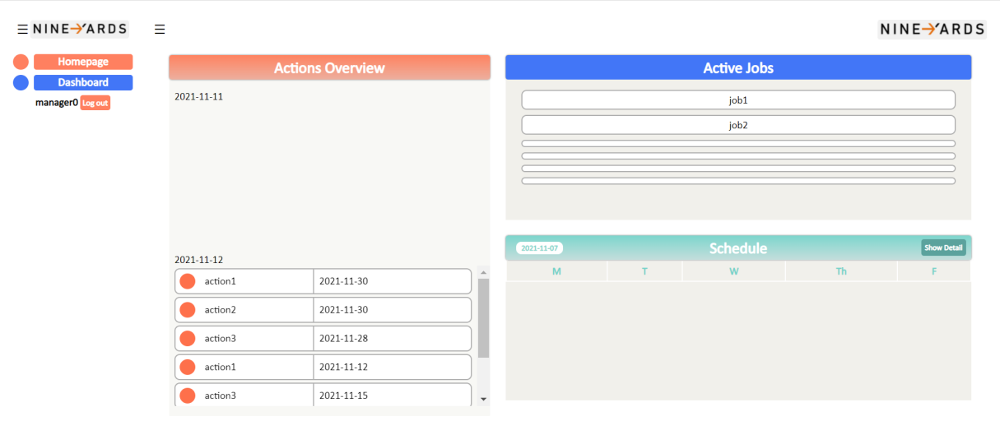 ☰ NINE YARDS ☰
NINE YARDS
Homepage
Dashboard
manager0 Log out
Actions Overview
2021-11-11
2021-11-12
action1 2021-11-30
action2 2021-11-30
action3 2021-11-28
action1 2021-11-12
action3 2021-11-15
Active Jobs
job1
job2
2021-11-07 Schedule Show Detail
M T W Th F